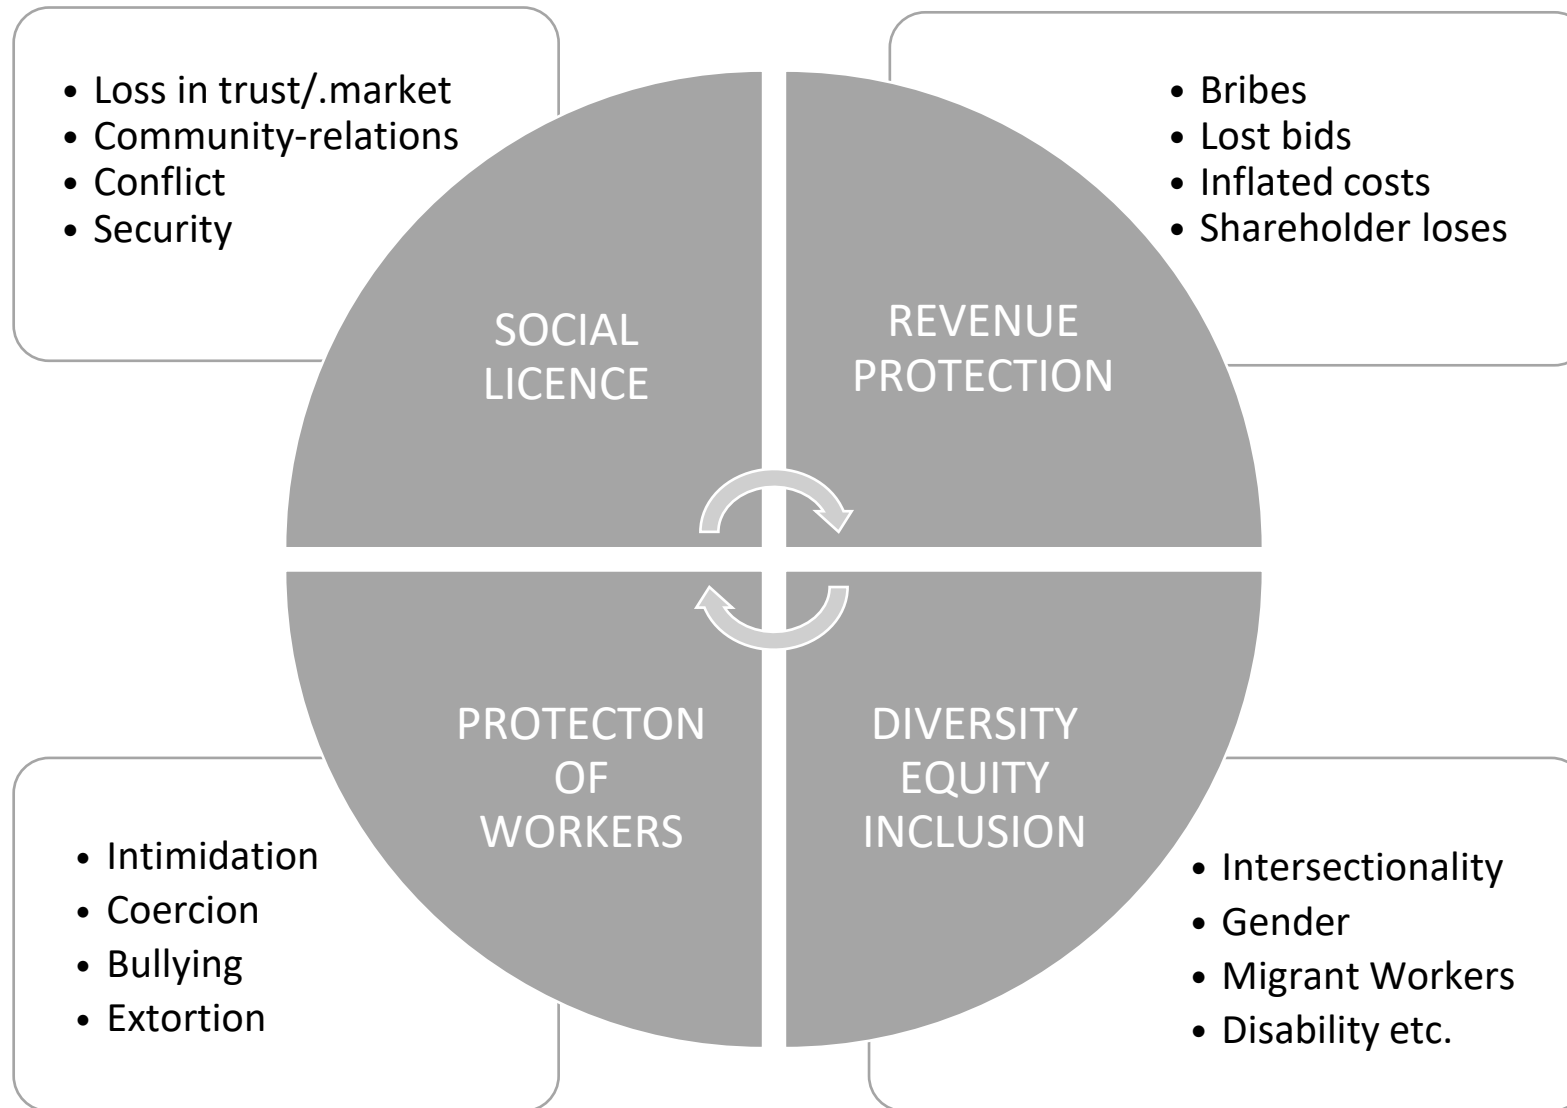 • Loss in trust/.market
• Community-relations
• Conflict
• Security
• Bribes
• Lost bids
• Inflated costs
• Shareholder loses
SOCIAL
LICENCE
REVENUE
PROTECTION
PROTECTON
OF
WORKERS
DIVERSITY
EQUITY
INCLUSION
• Intimidation
• Coercion
• Bullying
• Extortion
• Intersectionality
• Gender
• Migrant Workers
• Disability etc.